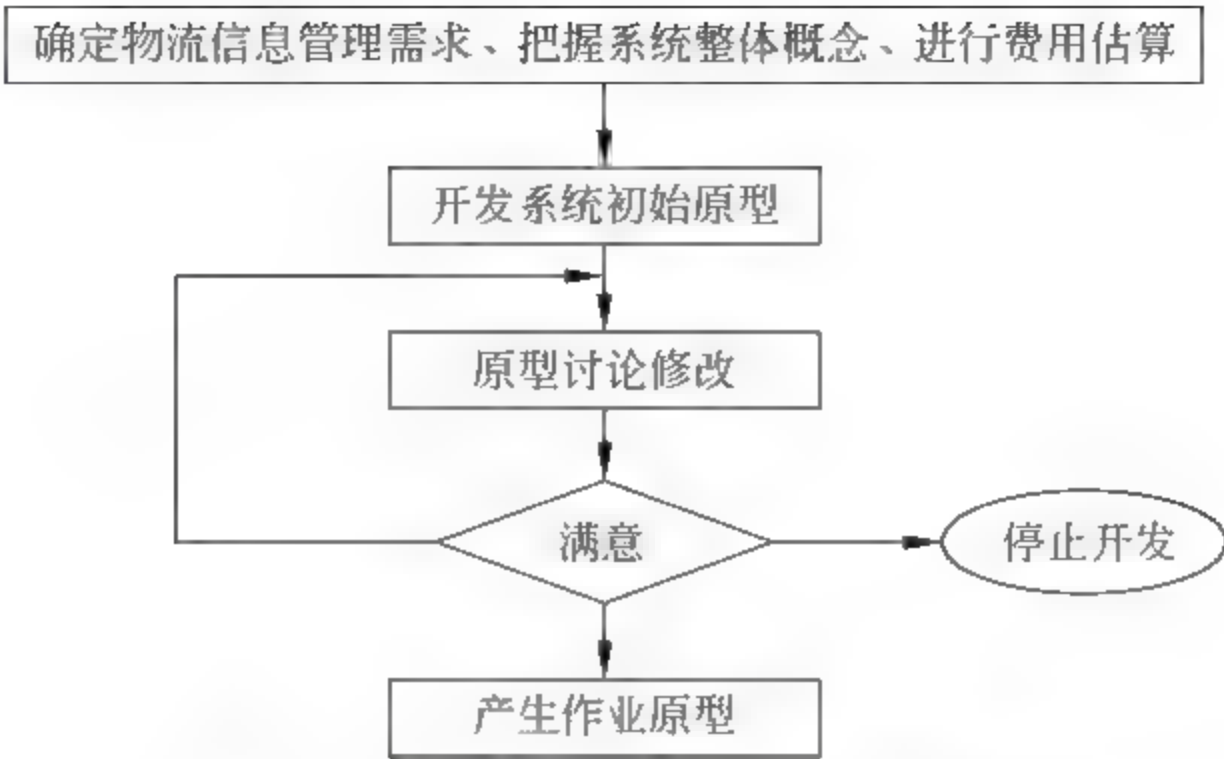 确定物流信息管理需求、把握系统整体概念、进行费用估算
开发系统初始原型
原型讨论修改
满意
停止开发
产生作业原型